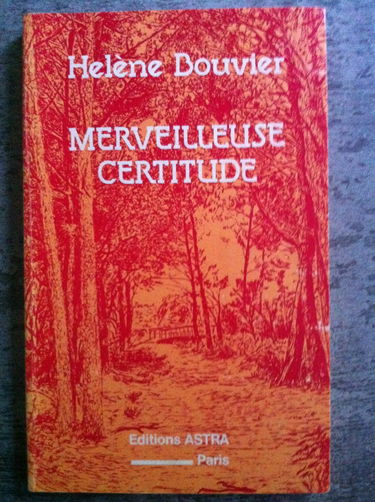 Helène Bouvier
MERVEILLEUSE
CERTITUDE
Editions ASTRA
Paris